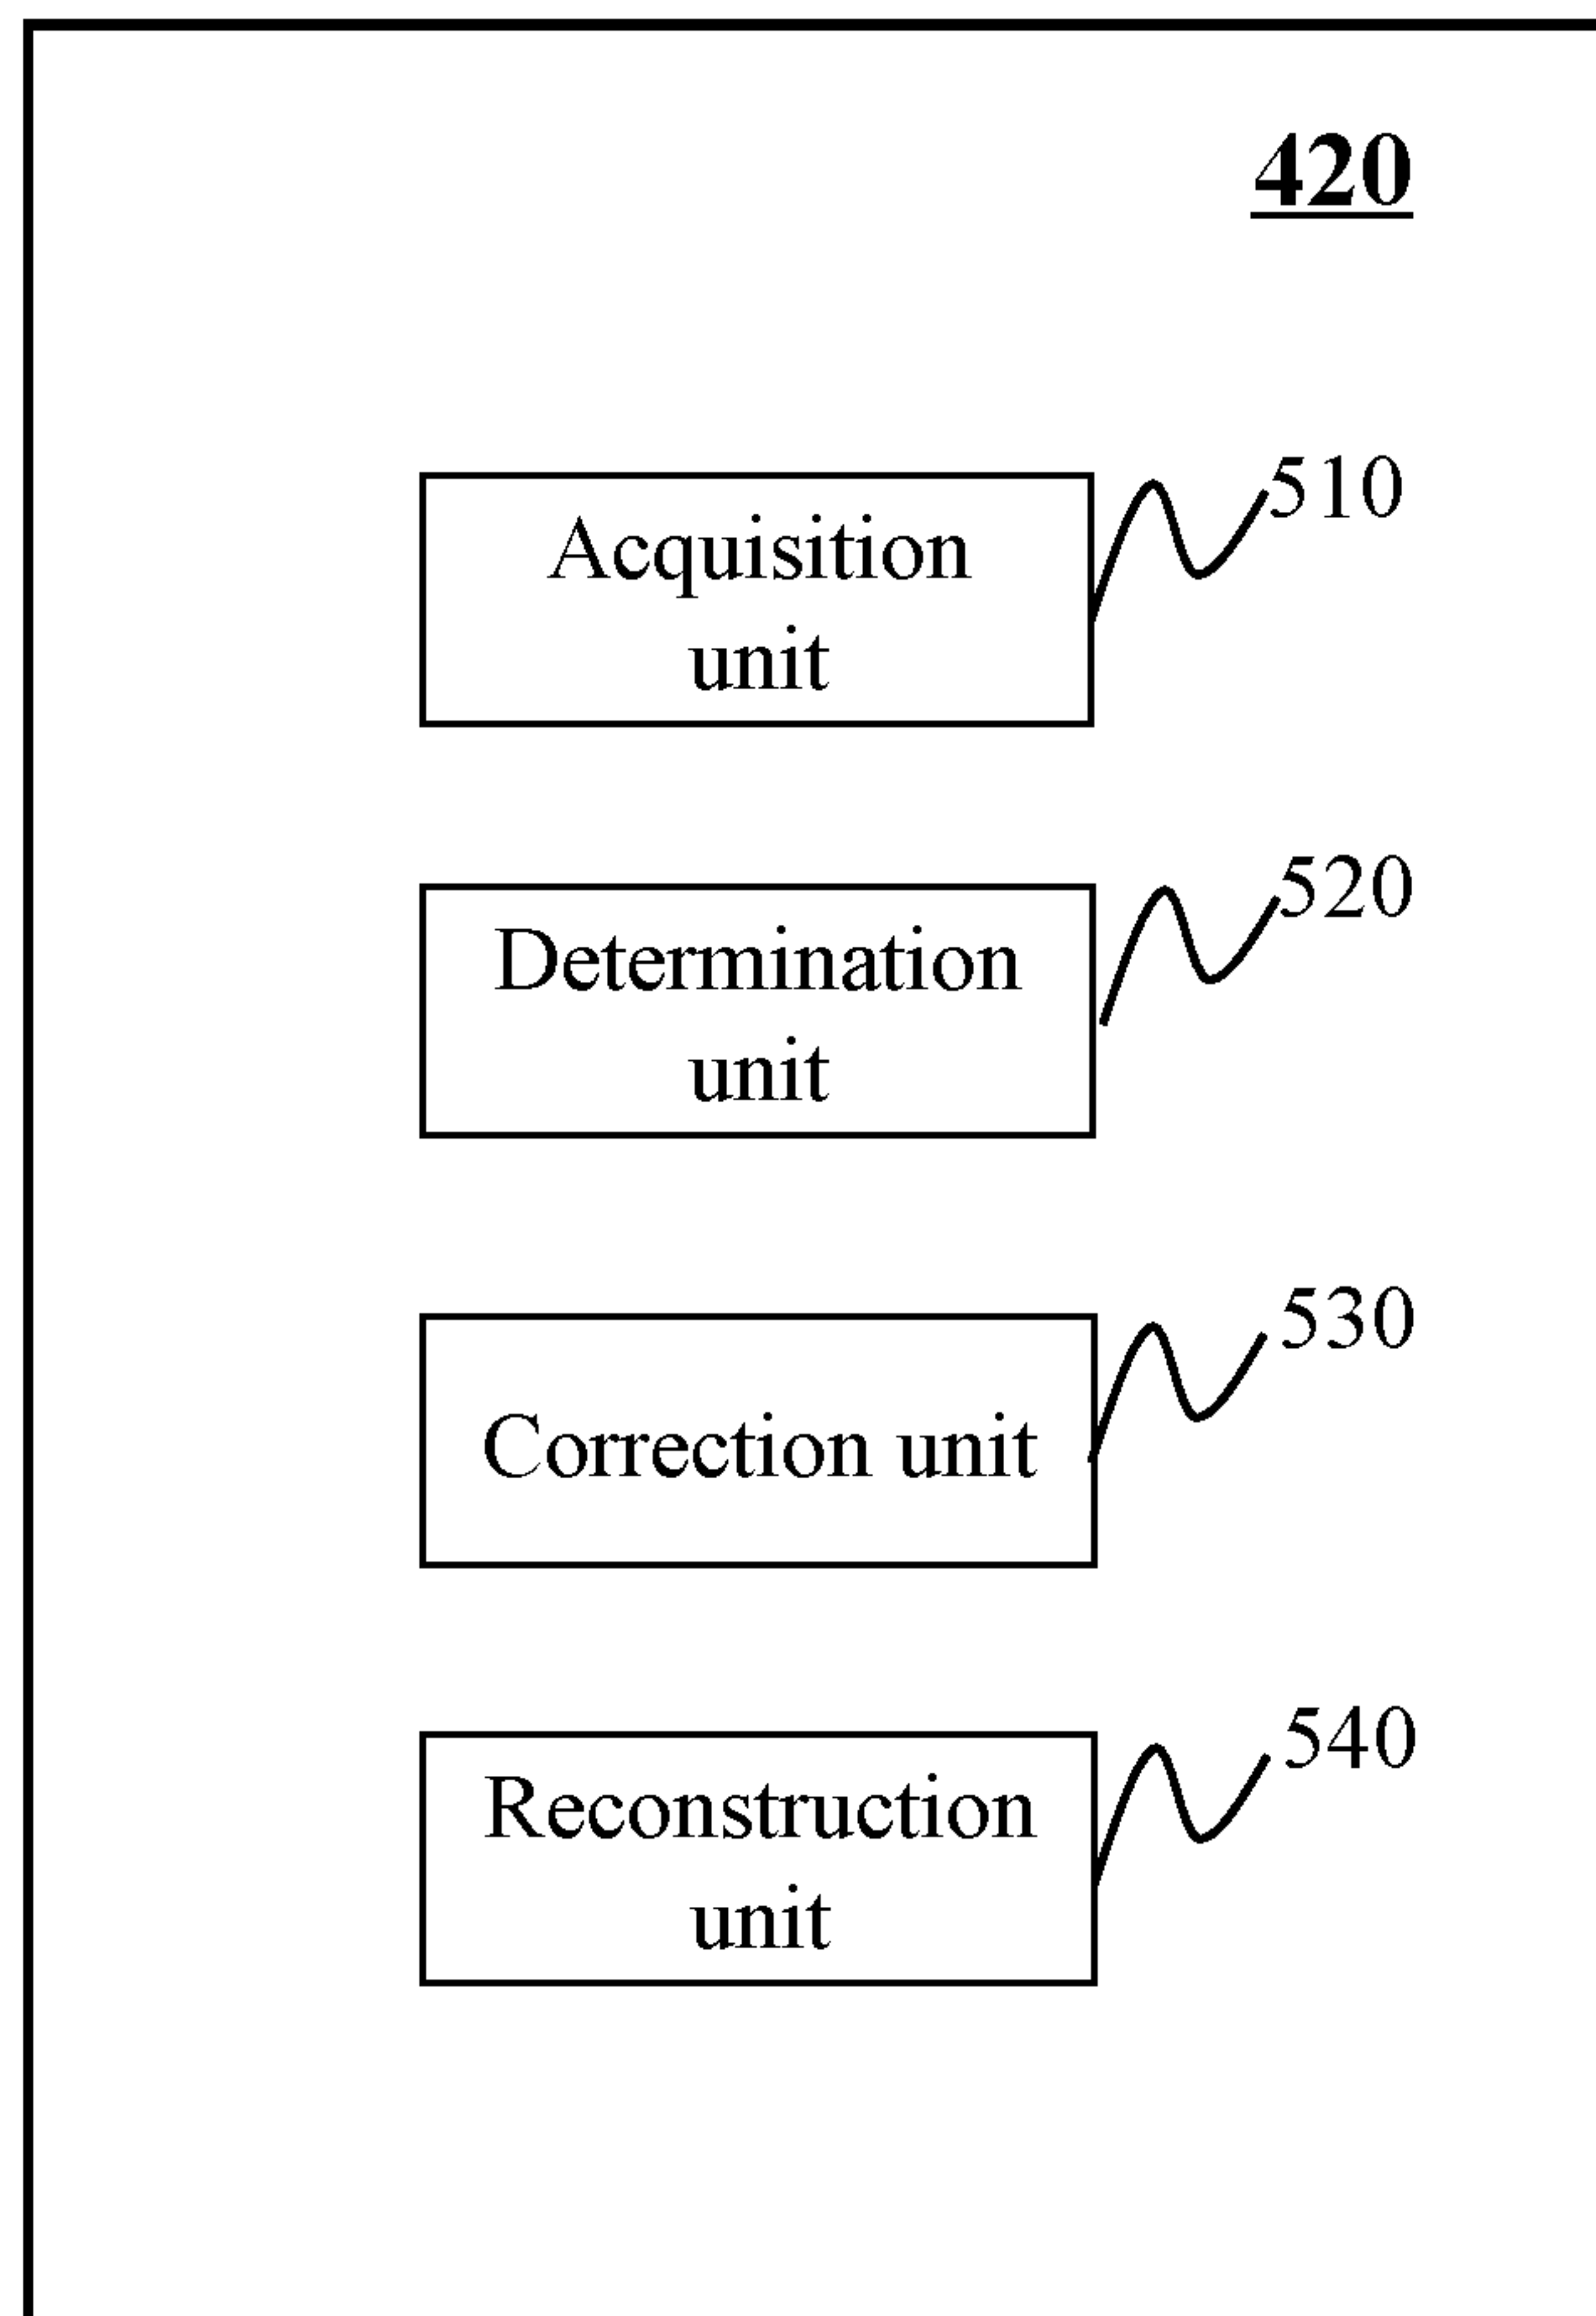 420
Acquisition
unit
510
Determination
unit
520
Correction unit
530
Reconstruction
unit
540